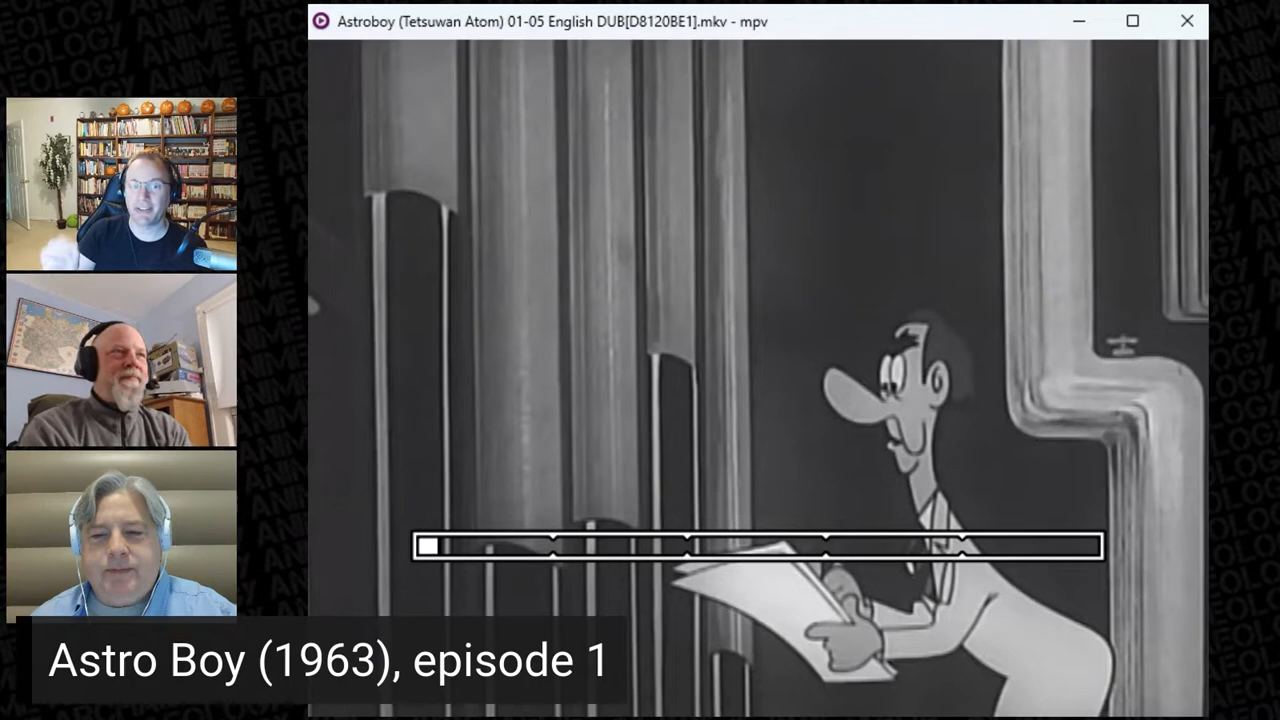 Astroboy (Tetsuwan Atom) 01-05 English DUB[D8120BE1].mkv - mpv
Astro Boy (1963), episode 1